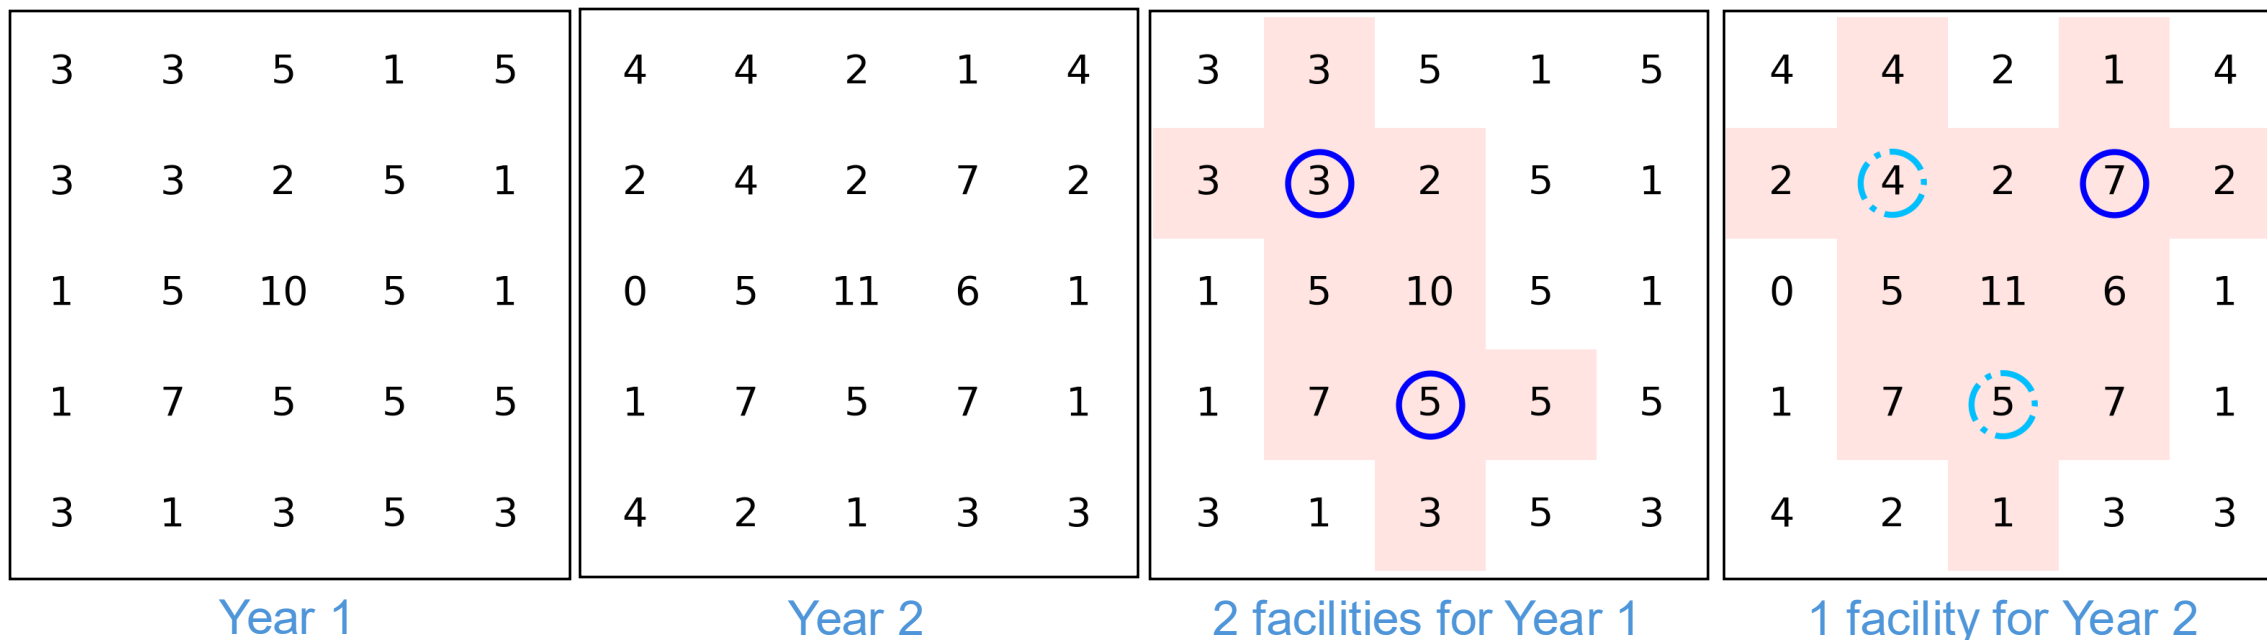 3 3 5 1 5
3 3 2 5 1
1 5 10 5 1
1 7 5 5 5
3 1 3 5 3
Year 1
4 4 2 1 4
2 4 2 7 2
0 5 11 6 1
1 7 5 7 1
4 2 1 3 3
Year 2
3 3 5 1 5
3 3 2 5 1
1 5 10 5 1
1 7 5 5 5
3 1 3 5 3
2 facilities for Year 1
4 4 2 1 4
2 4 2 7 2
0 5 11 6 1
1 7 5 7 1
4 2 1 3 3
1 facility for Year 2